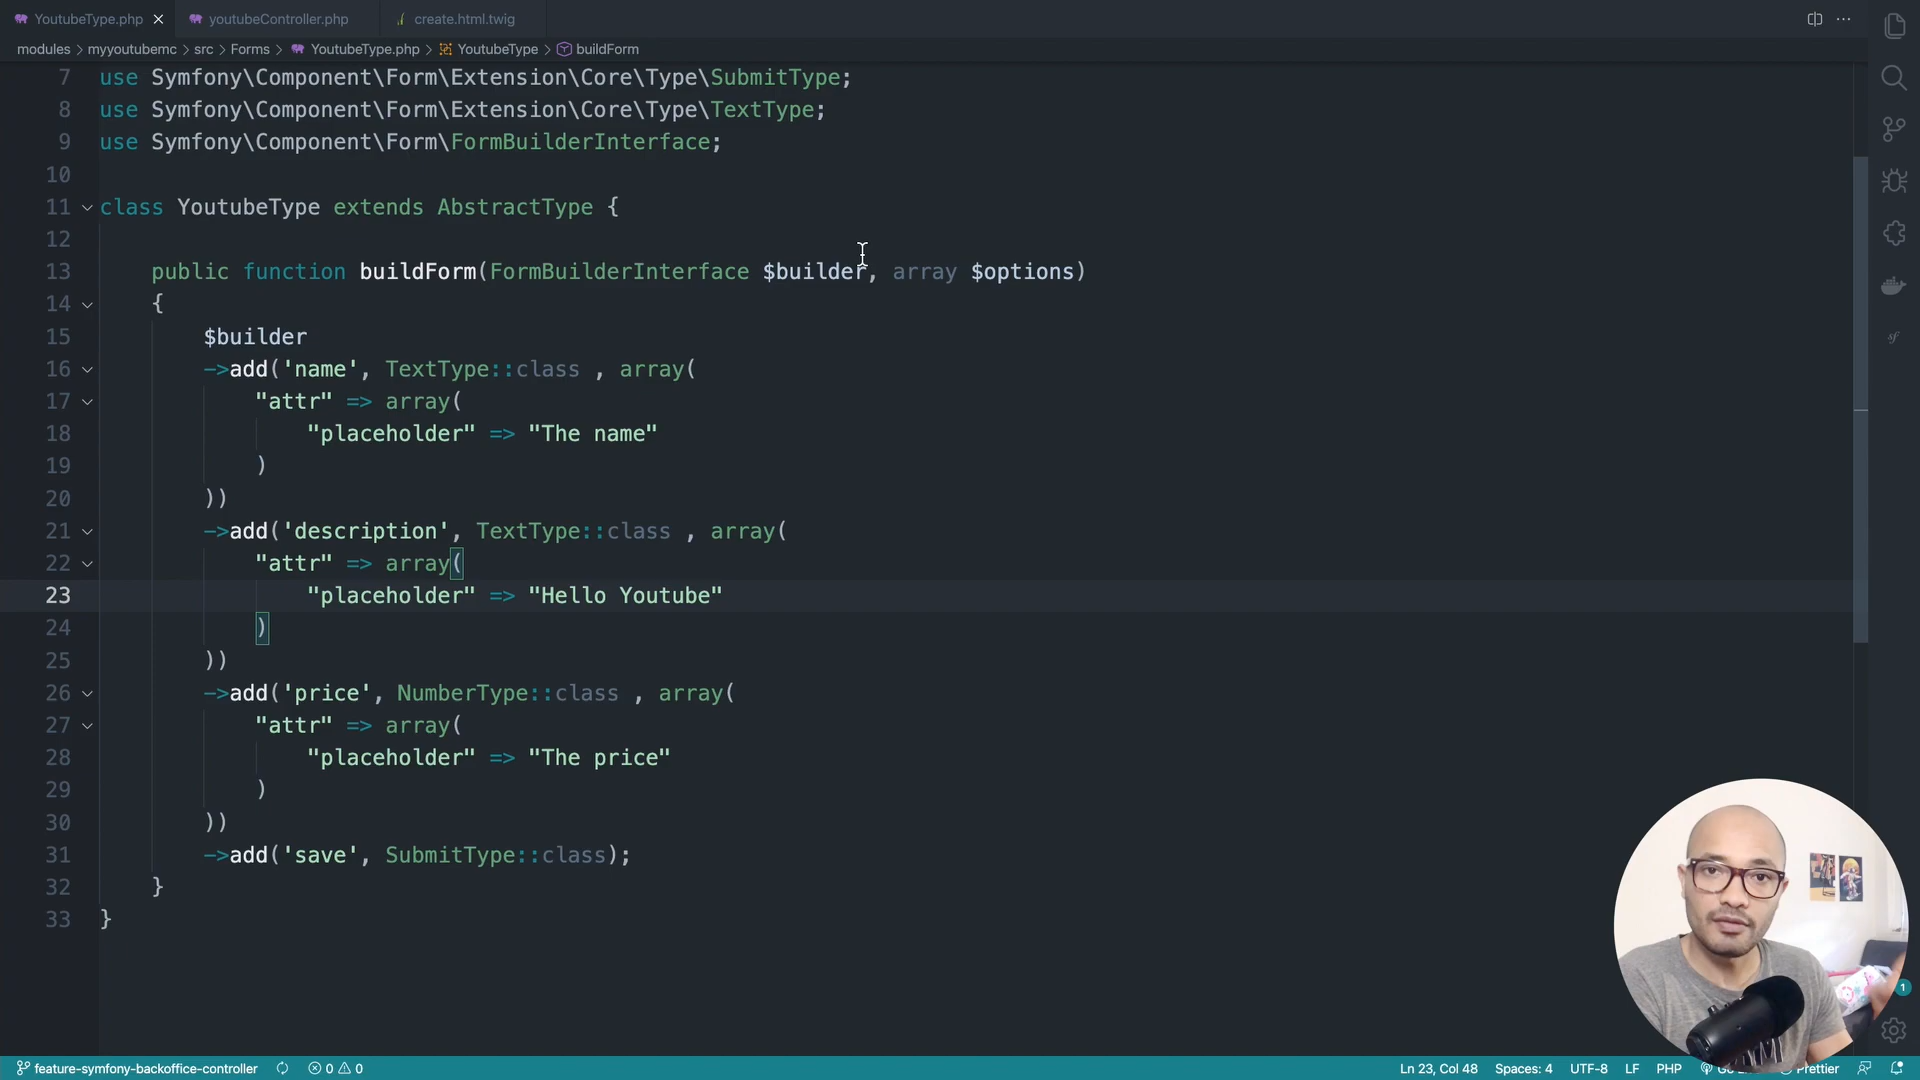 YoutubeType.php
youtubeController.php
create.html.twig
modules > myyoutubemc > src > Forms > YoutubeType.php > YoutubeType > buildForm
7 use Symfony\Component\Form\Extension\Core\Type\SubmitType;
8 use Symfony\Component\Form\Extension\Core\Type\TextType;
9 use Symfony\Component\Form\FormBuilderInterface;
10
11 class YoutubeType extends AbstractType {
12
13 public function buildForm(FormBuilderInterface $builder, array $options)
14 {
15 $builder
16 ->add('name', TextType::class , array(
17 "attr" => array(
18 "placeholder" => "The name"
19 )
20 ))
21 ->add('description', TextType::class , array(
22 "attr" => array(
23 "placeholder" => "Hello Youtube"
24 )
25 ))
26 ->add('price', NumberType::class , array(
27 "attr" => array(
28 "placeholder" => "The price"
29 )
30 ))
31 ->add('save', SubmitType::class);
32 }
33 }
1
feature-symfony-backoffice-controller 0 0 Ln 23, Col 48 Spaces: 4 UTF-8 LF PHP Prettier